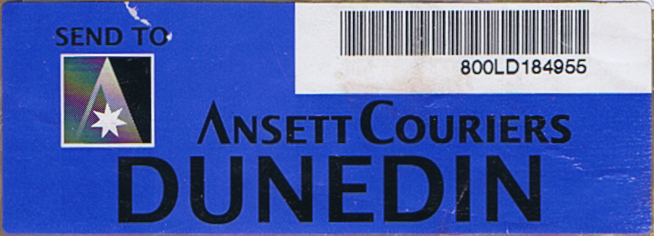 SEND TO
800LD184955
ANSETT COURIERS
DUNEDIN